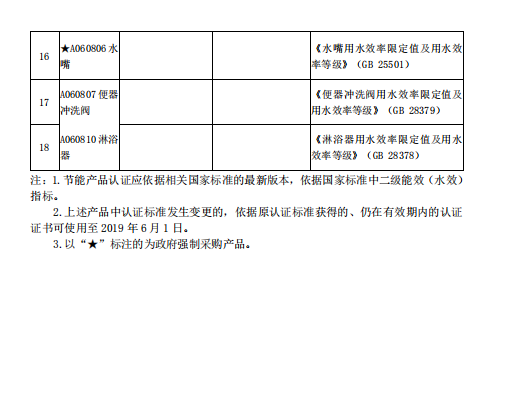 16
★A060806 水
嘴
《水嘴用水效率限定值及用水效
率等级》（GB 25501）
17
A060807 便器
冲洗阀
《便器冲洗阀用水效率限定值及
用水效率等级》（GB 28379）
18
A060810 淋浴
器
《淋浴器用水效率限定值及用水
效率等级》（GB 28378）
注：1.节能产品认证应依据相关国家标准的最新版本，依据国家标准中二级能效（水效）
指标。
2.上述产品中认证标准发生变更的，依据原认证标准获得的、仍在有效期内的认证
证书可使用至 2019 年 6 月 1 日。
3.以“★”标注的为政府强制采购产品。